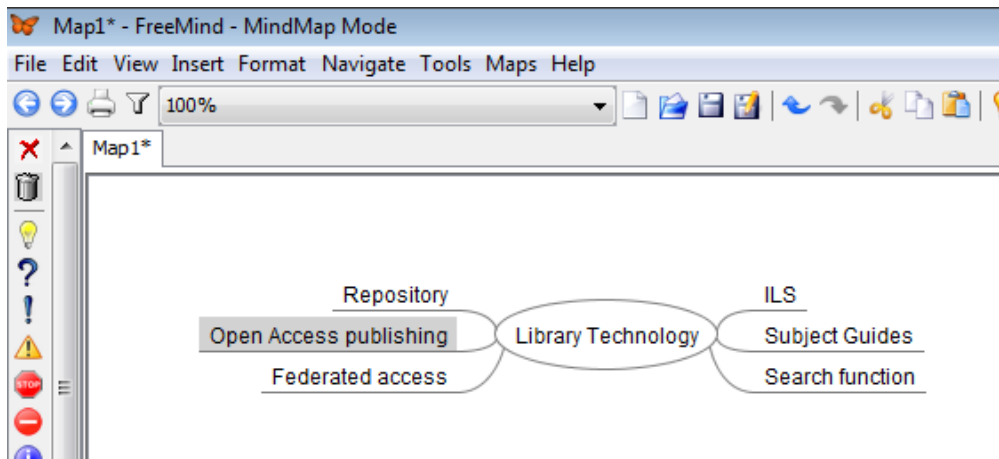 Map1* - FreeMind - MindMap Mode
File Edit View Insert Format Navigate Tools Maps Help
100%
Map1*
Repository
Open Access publishing
Federated access
Library Technology
ILS
Subject Guides
Search function
STOP